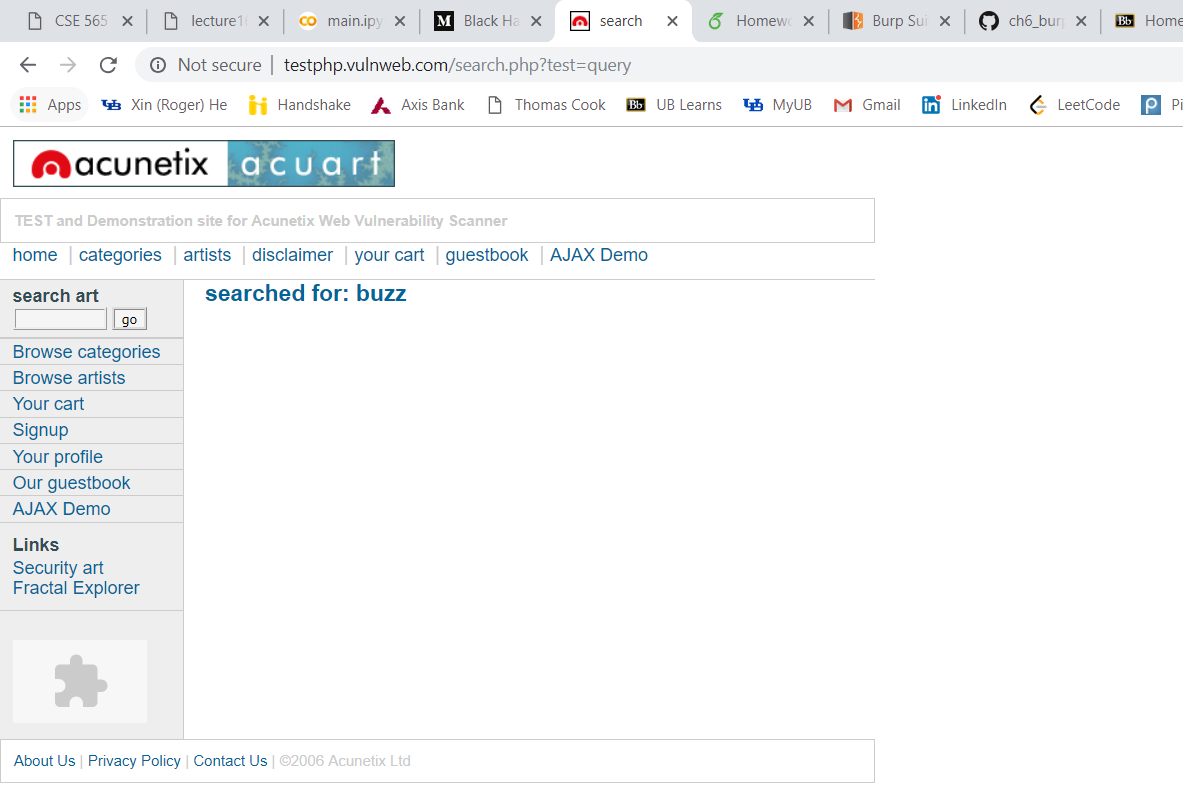 CSE 565 lecture1 main.ipy Black Ha search Homewo Burp Sui ch6_burp Home
Not secure | testphp.vulnweb.com/search.php?test=query
Apps Xin (Roger) He Handshake Axis Bank Thomas Cook UB Learns MyUB Gmail LinkedIn LeetCode Pi
acunetix acuart
TEST and Demonstration site for Acunetix Web Vulnerability Scanner
home | categories | artists | disclaimer | your cart | guestbook | AJAX Demo
search art
go
Browse categories
Browse artists
Your cart
Signup
Your profile
Our guestbook
AJAX Demo
Links
Security art
Fractal Explorer
searched for: buzz
About Us | Privacy Policy | Contact Us | ©2006 Acunetix Ltd